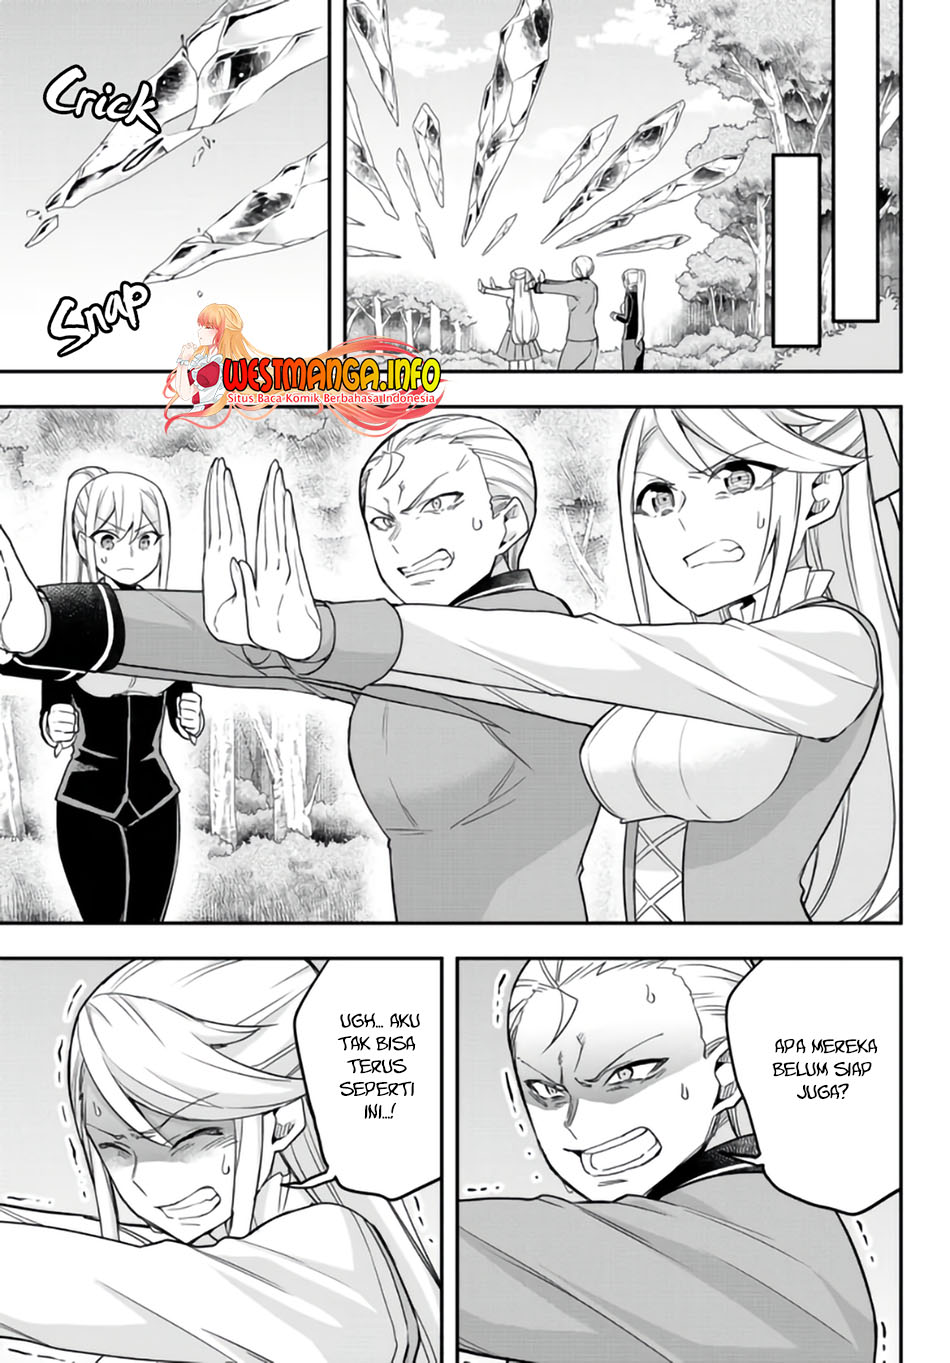 Crick
Snap
WESTMANGA.INFO
Situs Baca Komik Berbahasa Indonesia
APA MEREKA
BELUM SIAP
JUGA?
UGH... AKU
TAK BISA
TERUS
SEPERTI
INI...!